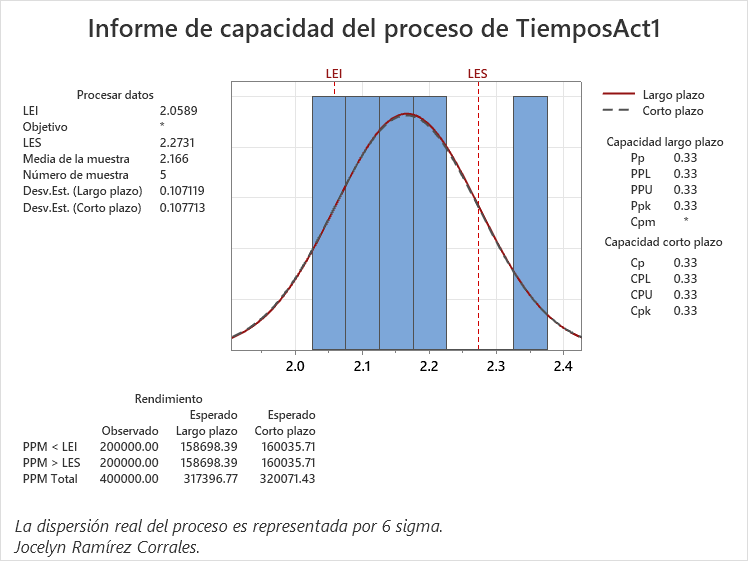 Informe de capacidad del proceso de TiemposAct1
LEI LES
Procesar datos
LEI 2.0589
Objetivo *
LES 2.2731
Media de la muestra 2.166
Número de muestra 5
Desv.Est. (Largo plazo) 0.107119
Desv.Est. (Corto plazo) 0.107713
Largo plazo
Corto plazo
Capacidad largo plazo
Pp 0.33
PPL 0.33
PPU 0.33
Ppk 0.33
Cpm *
Capacidad corto plazo
Cp 0.33
CPL 0.33
CPU 0.33
Cpk 0.33
2.0 2.1 2.2 2.3 2.4
Rendimiento
Esperado Esperado
Observado Largo plazo Corto plazo
PPM < LEI 200000.00 158698.39 160035.71
PPM > LES 200000.00 158698.39 160035.71
PPM Total 400000.00 317396.77 320071.43
La dispersión real del proceso es representada por 6 sigma.
Jocelyn Ramírez Corrales.